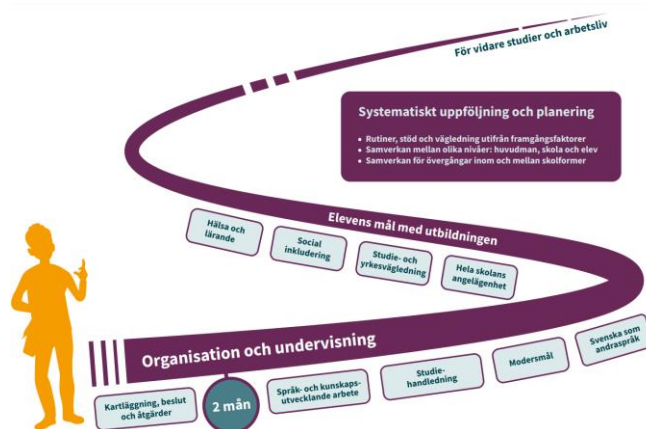 För vidare studier och arbetsliv
Systematiskt uppföljning och planering
• Rutiner, stöd och vägledning utifrån framgångsfaktorer
• Samverkan mellan olika nivåer: huvudman, skola och elev
• Samverkan för övergångar inom och mellan skolformer
Elevens mål med utbildningen
Hälsa och
lärande
Social
inkludering
Studie- och
yrkesvägledning
Hela skolans
angelägenhet
Organisation och undervisning
Kartläggning, beslut
och åtgärder
2 mån
Språk- och kunskaps-
utvecklande arbete
Studie-
handledning
Modersmål
Svenska som
andraspråk